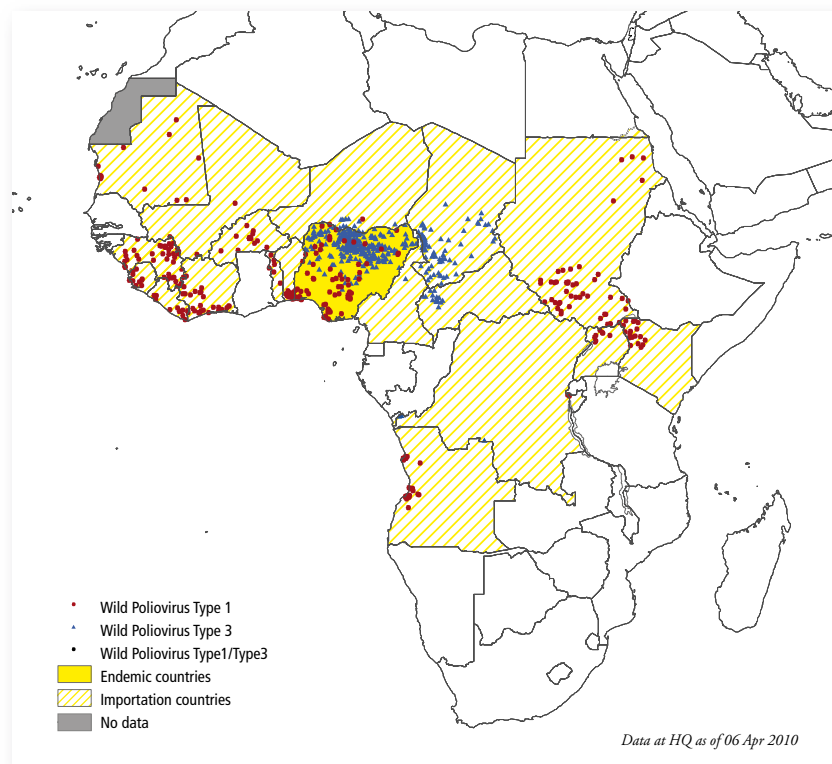 Wild Poliovirus Type 1
Wild Poliovirus Type 3
Wild Poliovirus Type1/Type3
Endemic countries
Importation countries
No data
Data at HQ as of 06 Apr 2010